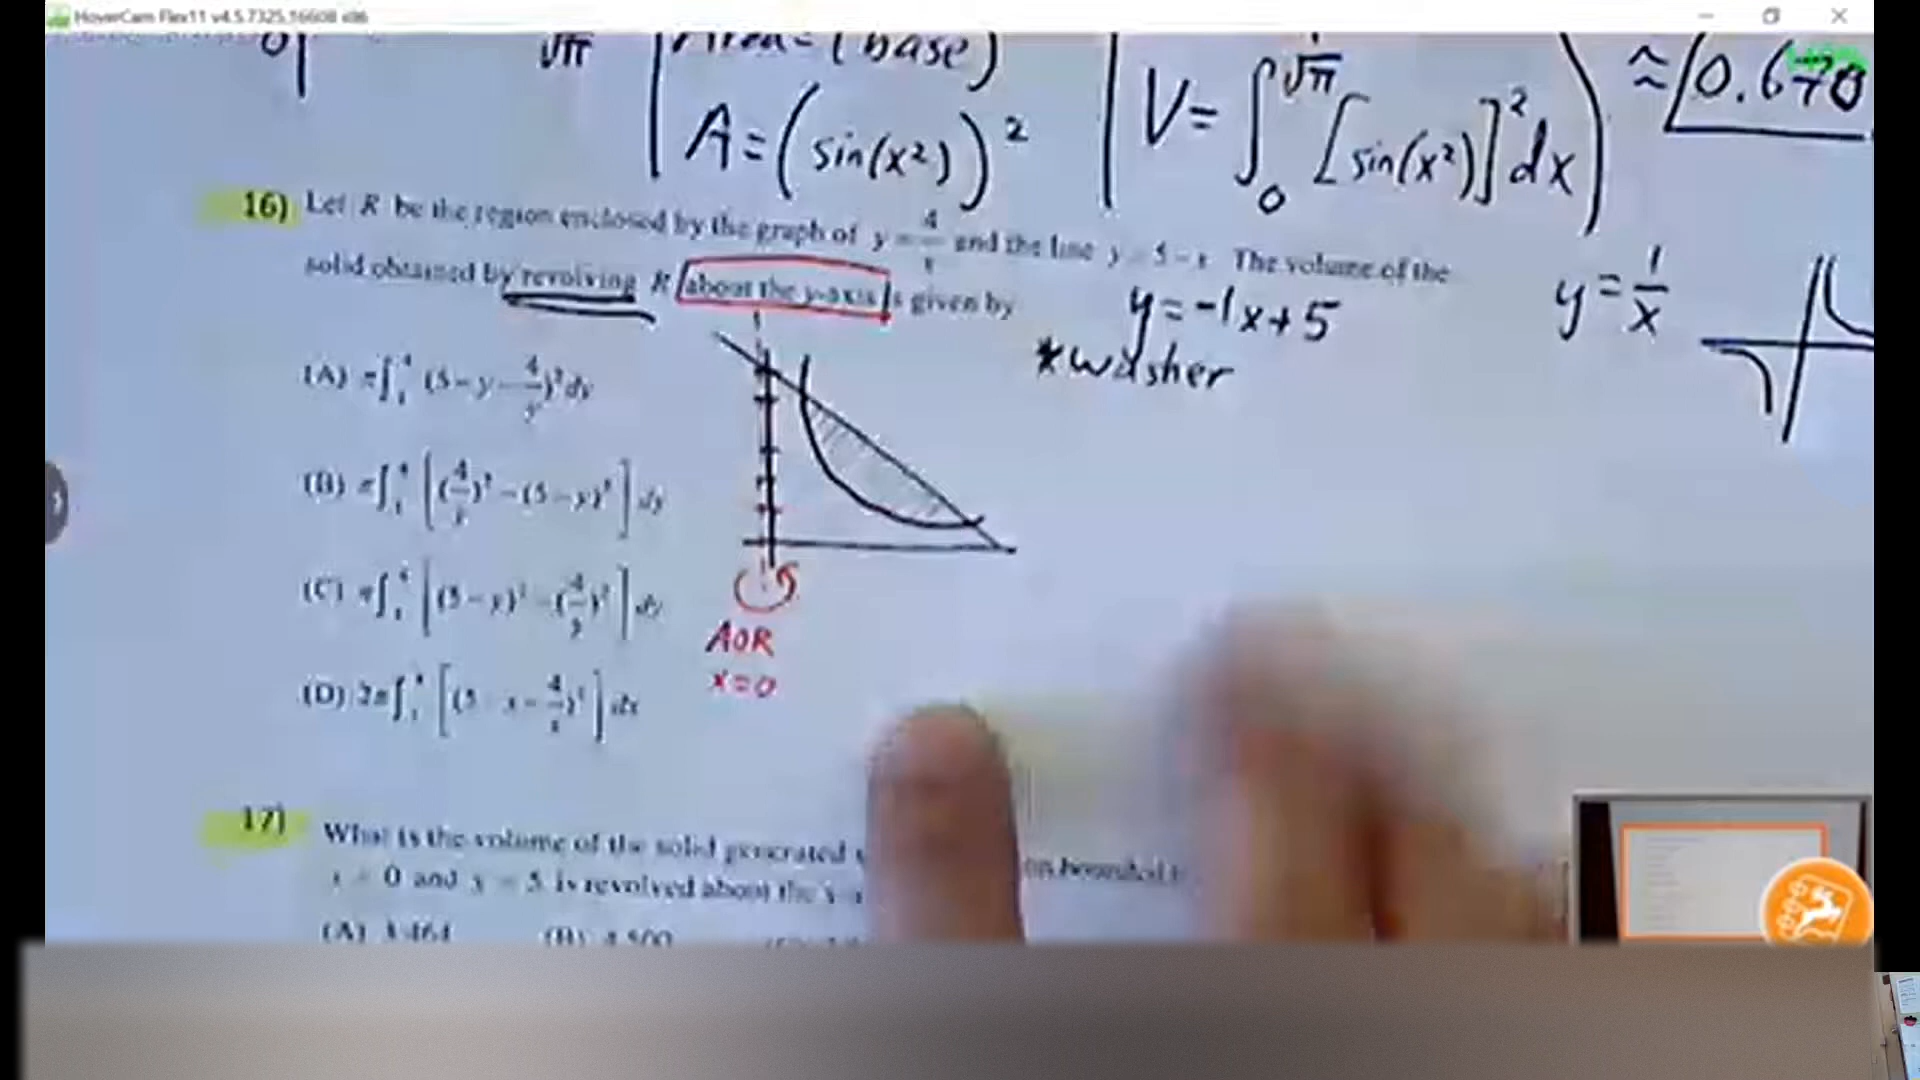 HoverCam Flex11 v4.5.7325.16608 x86
√π
Area = (base)
A = (sin(x²))²
V = ∫₀^√π [sin(x²)]² dx
≈ 0.670
16) Let R be the region enclosed by the graph of y = 4/x and the line y = 5 - x. The volume of the
solid obtained by revolving R about the y-axis is given by
y = -1x + 5
y = 1/x
*washer
(A) π∫₁⁴ (5 - y - 4/y)² dy
(B) π∫₁⁴ [(4/y)² - (5 - y)²] dy
(C) π∫₁⁴ [(5 - y)² - (4/y)²] dy
(D) 2π∫₁⁴ [(5 - x - 4/x)²] dx
AOR
x = 0
17) What is the volume of the solid generated
= 0 and = 5 is revolved about the
(A) 3.464 (B) 4.500